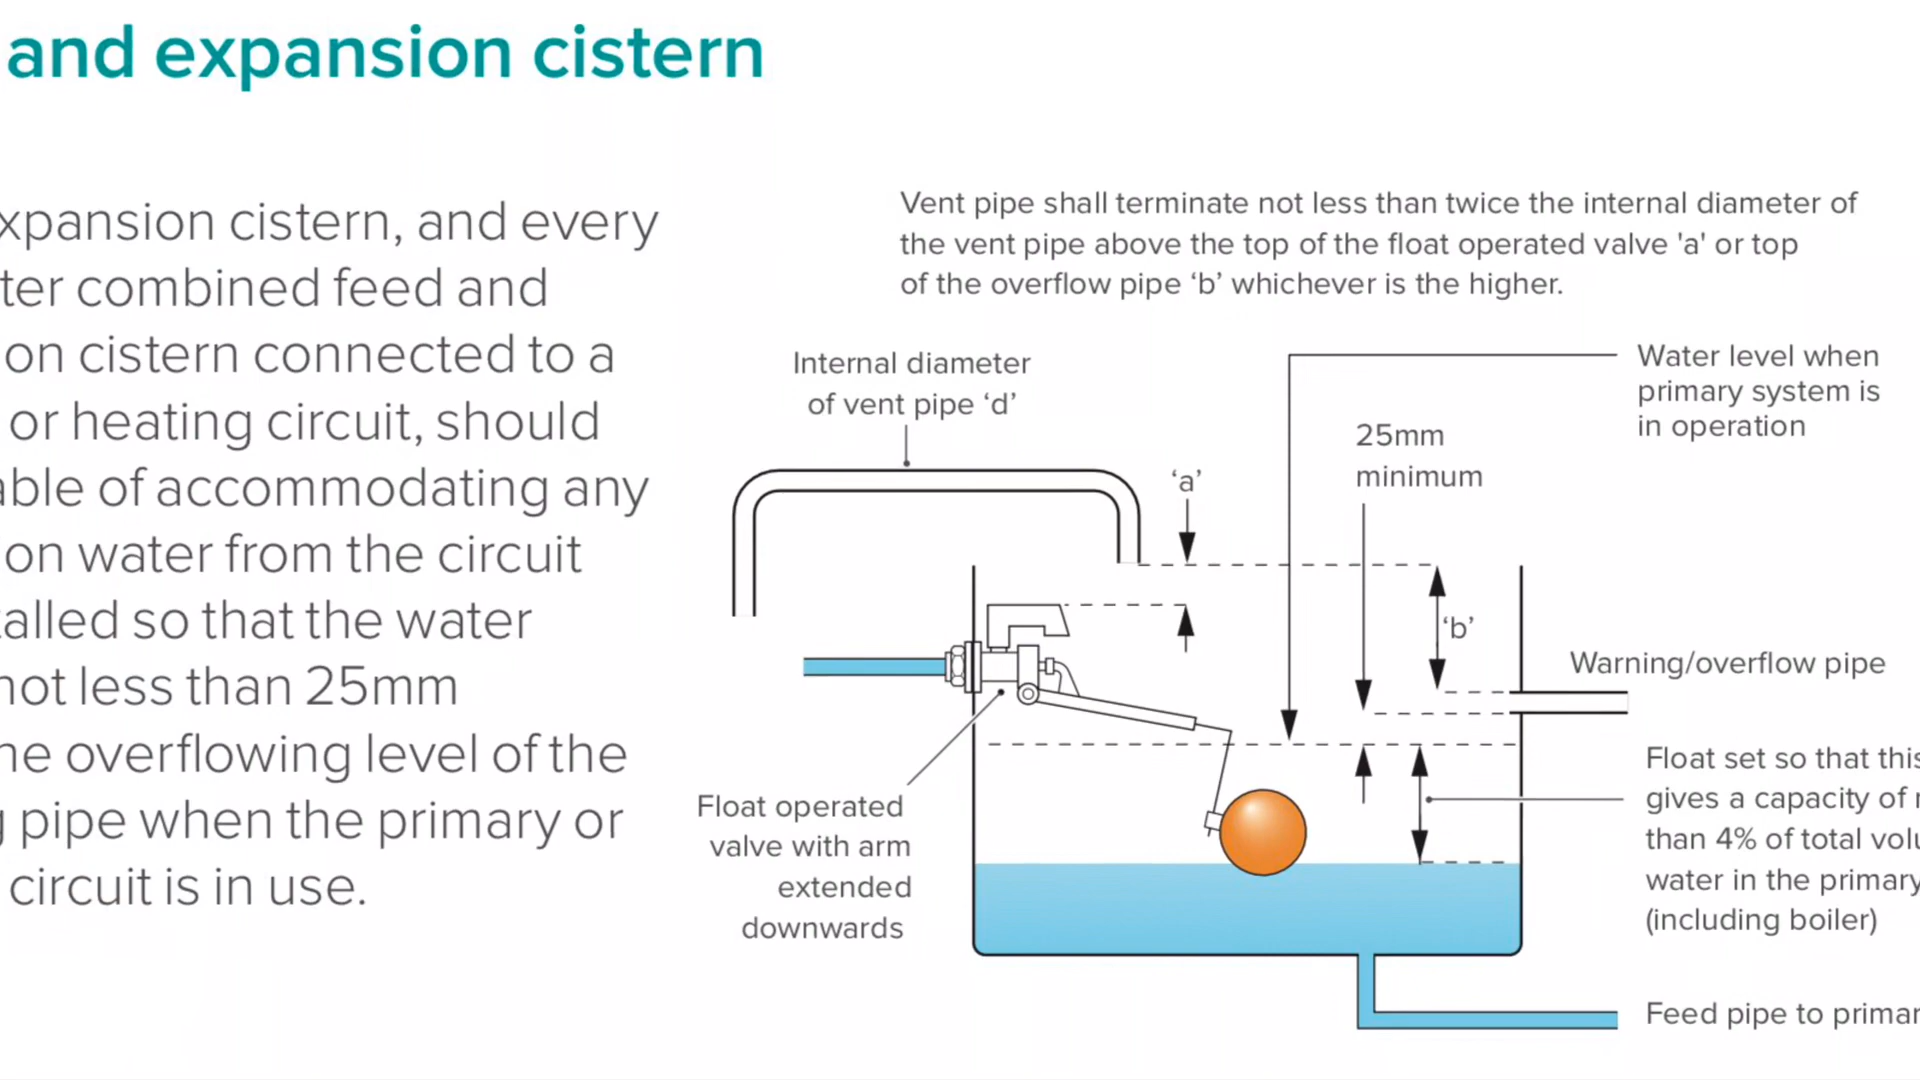 and expansion cistern
xpansion cistern, and every
ter combined feed and
on cistern connected to a
or heating circuit, should
able of accommodating any
on water from the circuit
talled so that the water
not less than 25mm
he overflowing level of the
g pipe when the primary or
circuit is in use.
Vent pipe shall terminate not less than twice the internal diameter of
the vent pipe above the top of the float operated valve 'a' or top
of the overflow pipe ‘b’ whichever is the higher.
Internal diameter
of vent pipe ‘d’
‘a’
25mm
minimum
Water level when
primary system is
in operation
‘b’
Warning/overflow pipe
Float operated
valve with arm
extended
downwards
Float set so that this
gives a capacity of
than 4% of total volu
water in the primary
(including boiler)
Feed pipe to primar